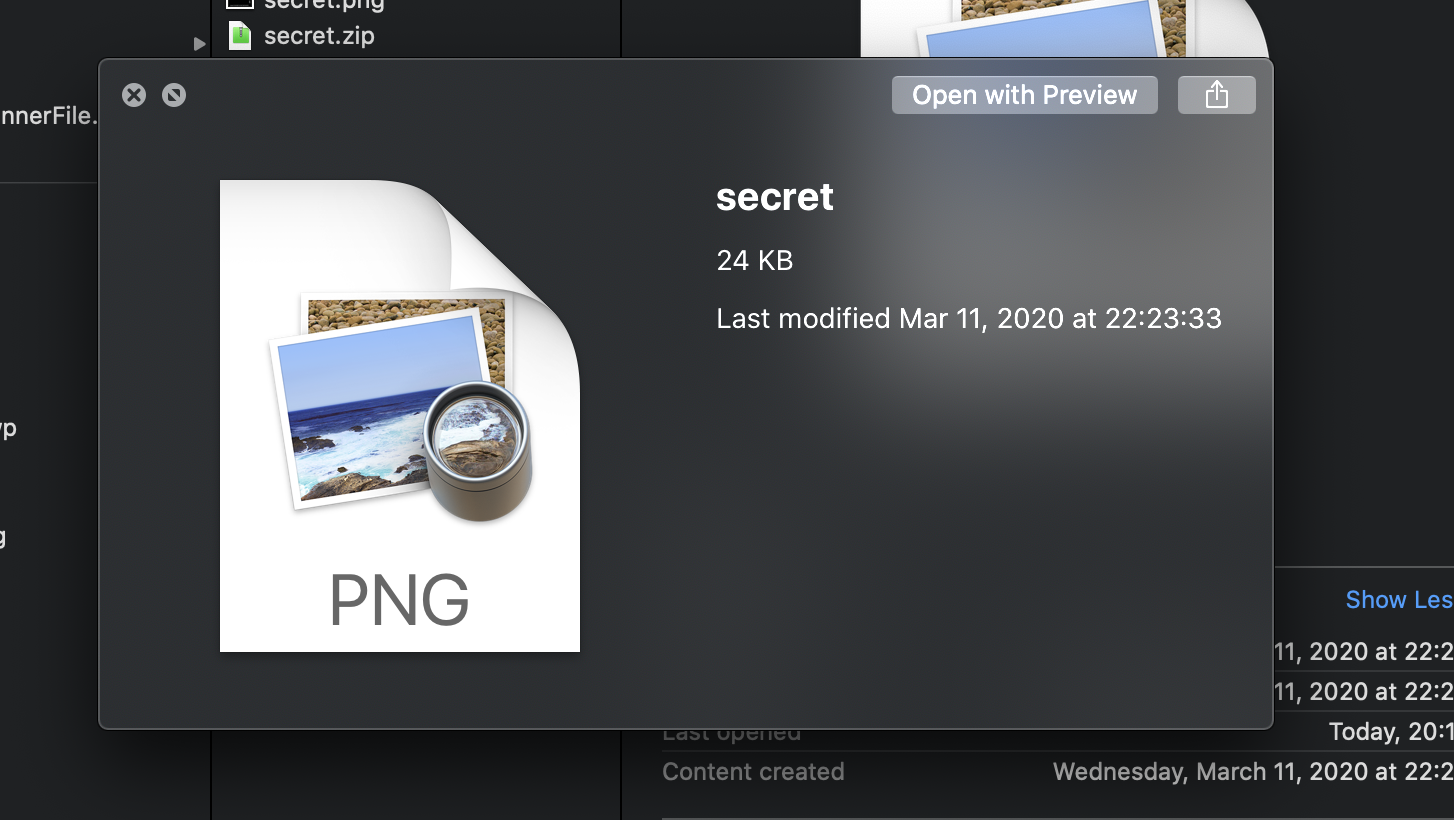 secret.png
secret.zip
nnerFile.
Open with Preview
secret
24 KB
Last modified Mar 11, 2020 at 22:23:33
PNG
yp
g
Show Les
11, 2020 at 22:2
11, 2020 at 22:2
Last opened
Today, 20:1
Content created
Wednesday, March 11, 2020 at 22:2